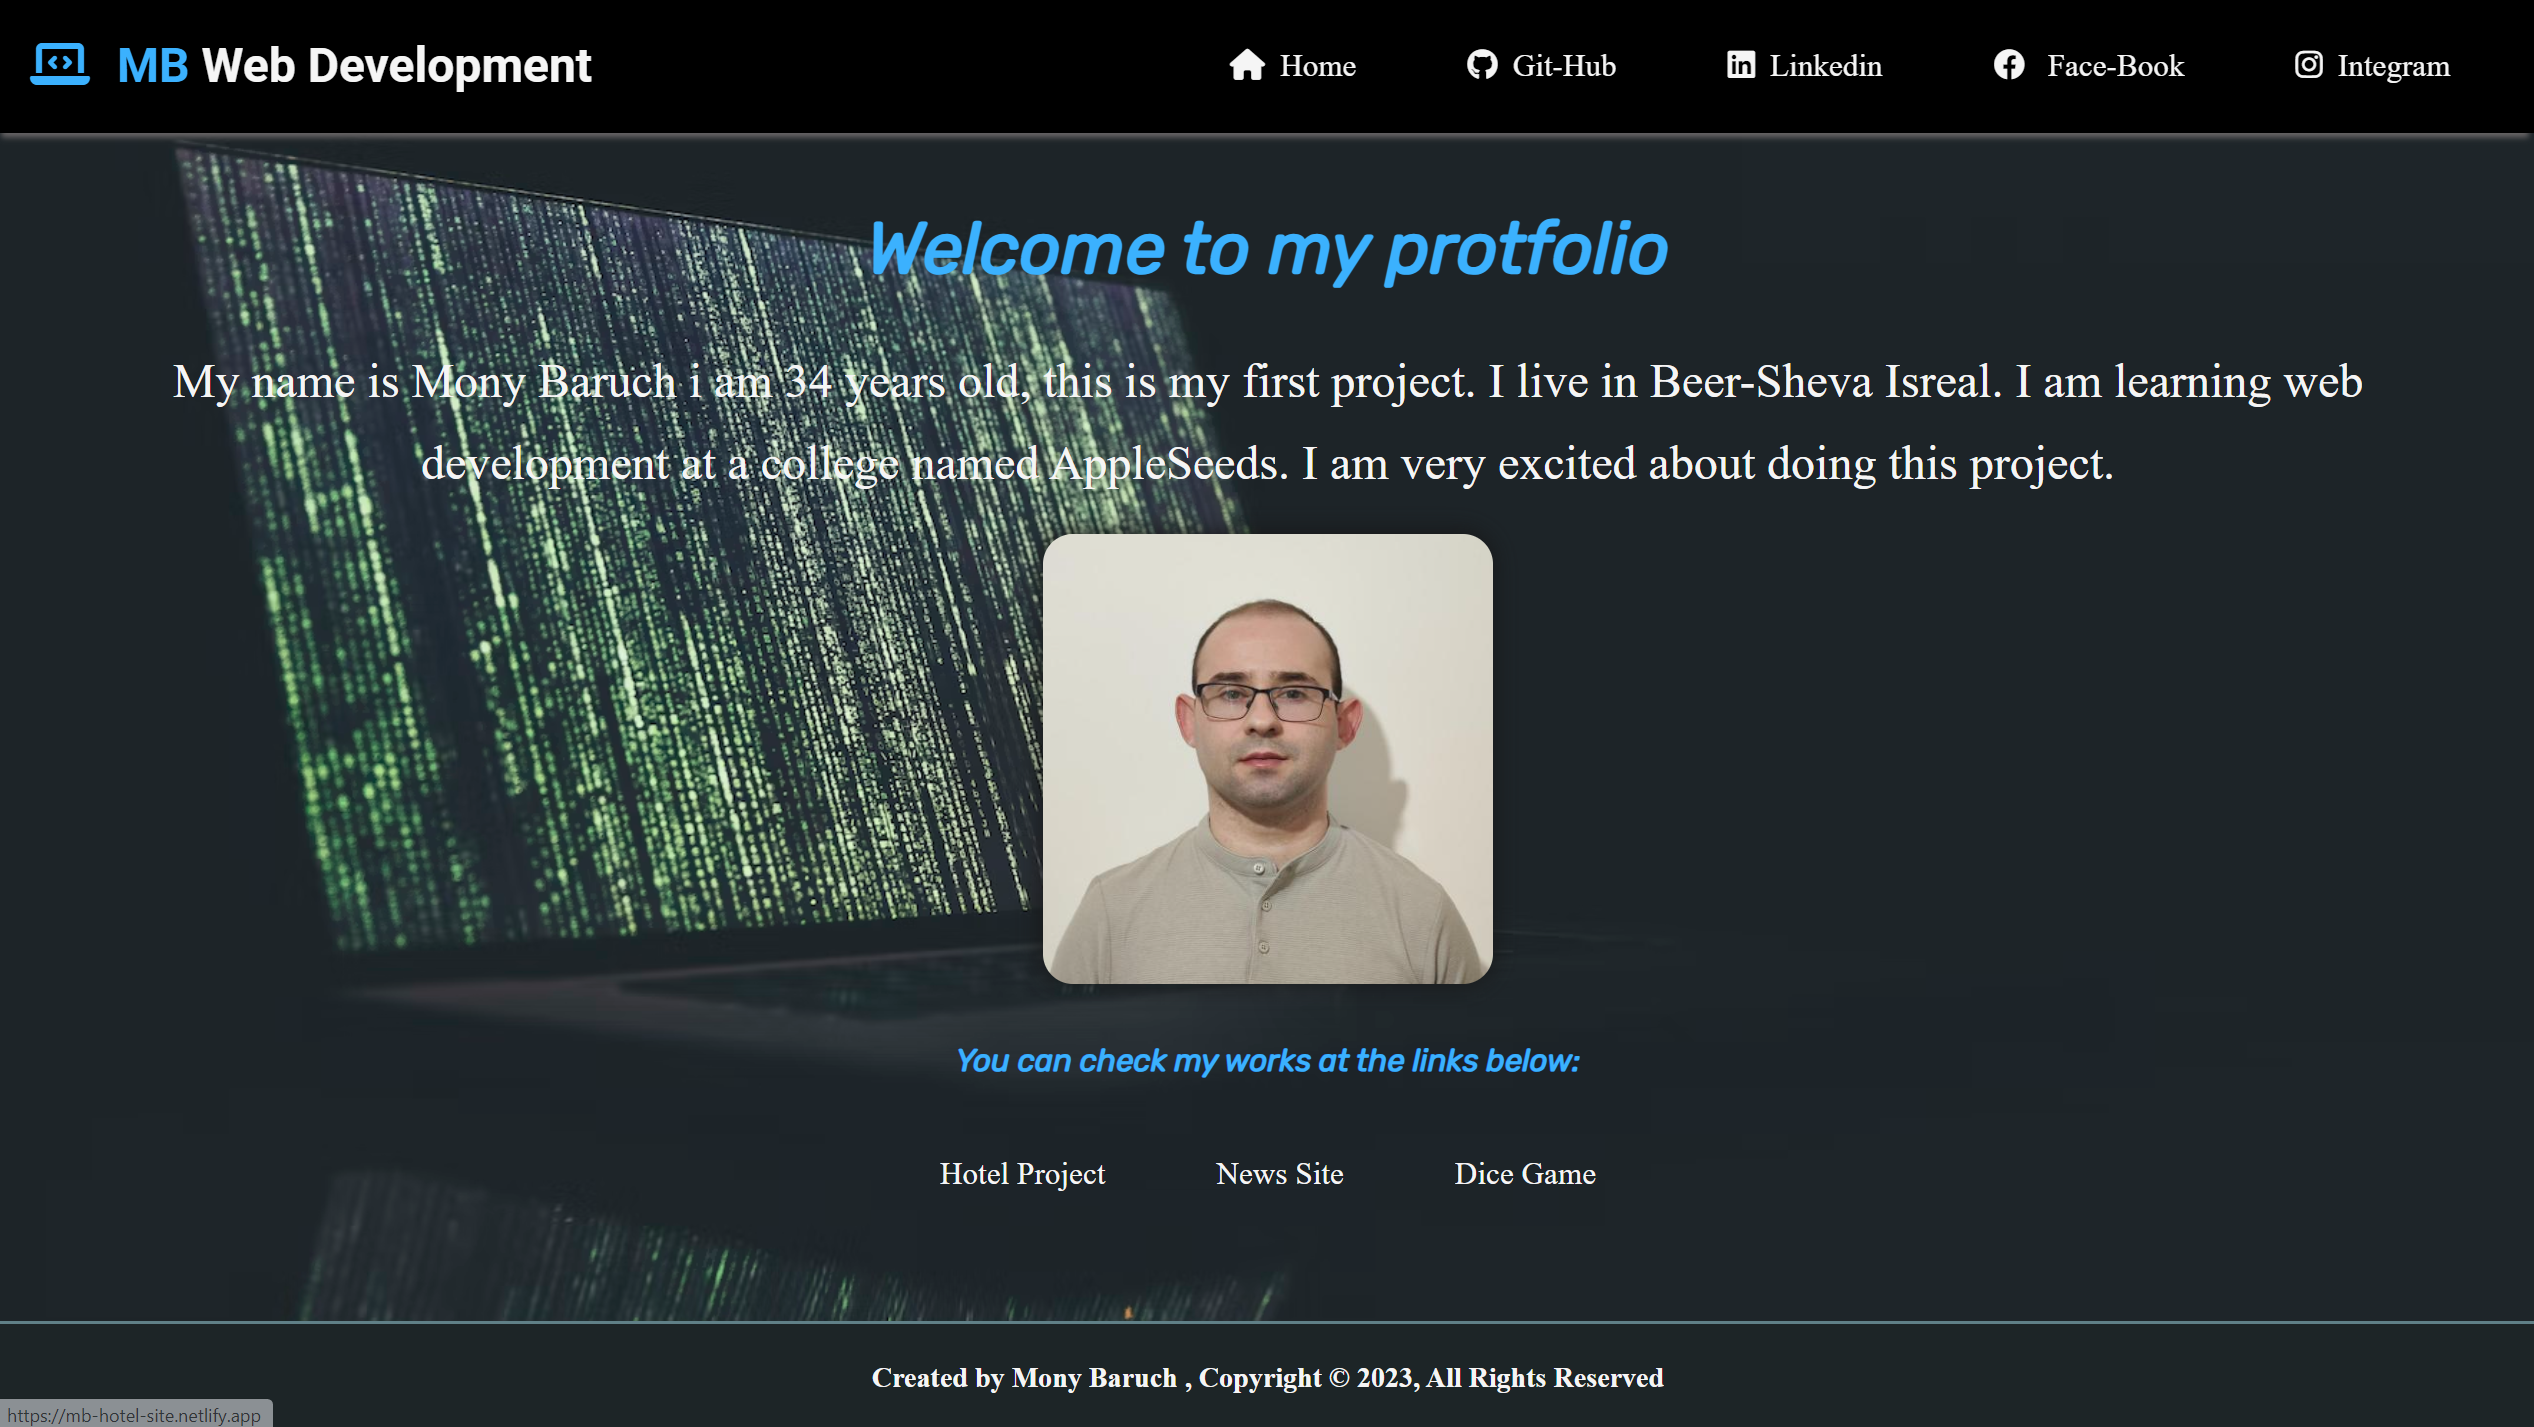 MB Web Development
Home
Git-Hub
Linkedin
Face-Book
Integram
Welcome to my protfolio
My name is Mony Baruch i am 34 years old, this is my first project. I live in Beer-Sheva Isreal. I am learning web
development at a college named AppleSeeds. I am very excited about doing this project.
You can check my works at the links below:
Hotel Project
News Site
Dice Game
Created by Mony Baruch , Copyright © 2023, All Rights Reserved
https://mb-hotel-site.netlify.app